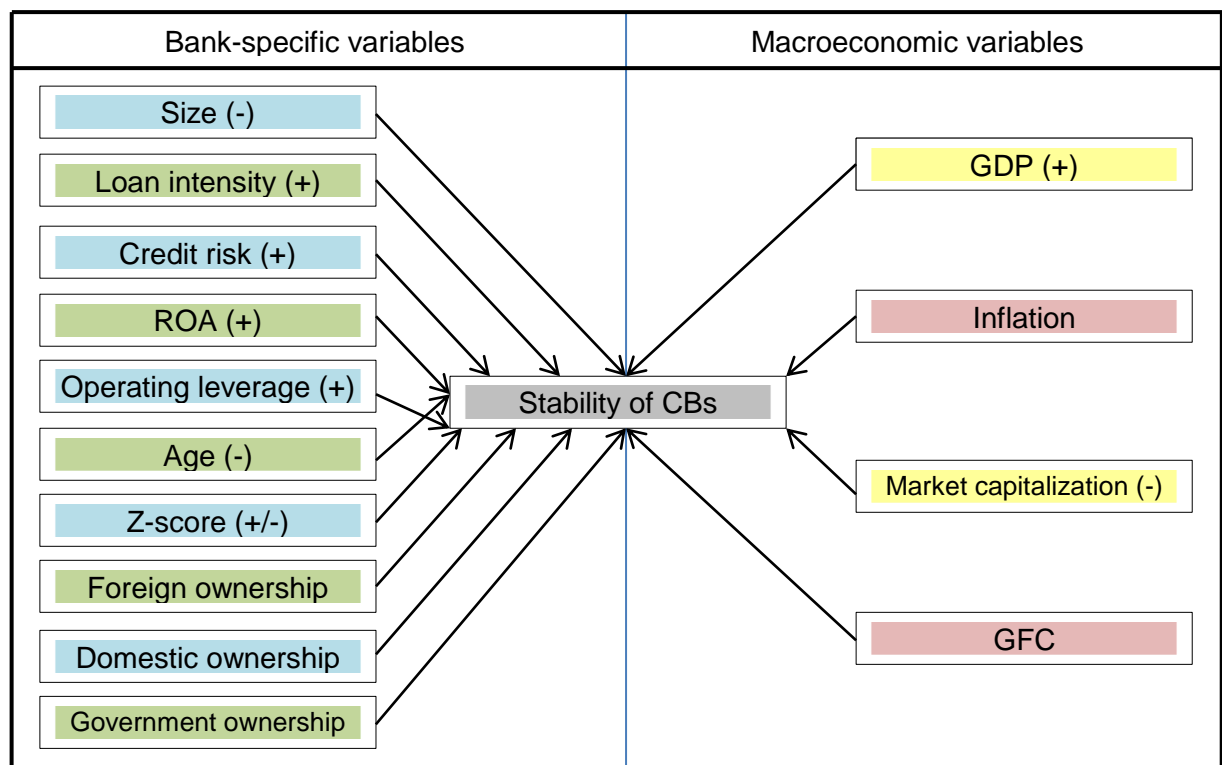 Bank-specific variables
Macroeconomic variables
Size (-)
Loan intensity (+)
Credit risk (+)
ROA (+)
Operating leverage (+)
Age (-)
Z-score (+/-)
Foreign ownership
Domestic ownership
Government ownership
Stability of CBs
GDP (+)
Inflation
Market capitalization (-)
GFC